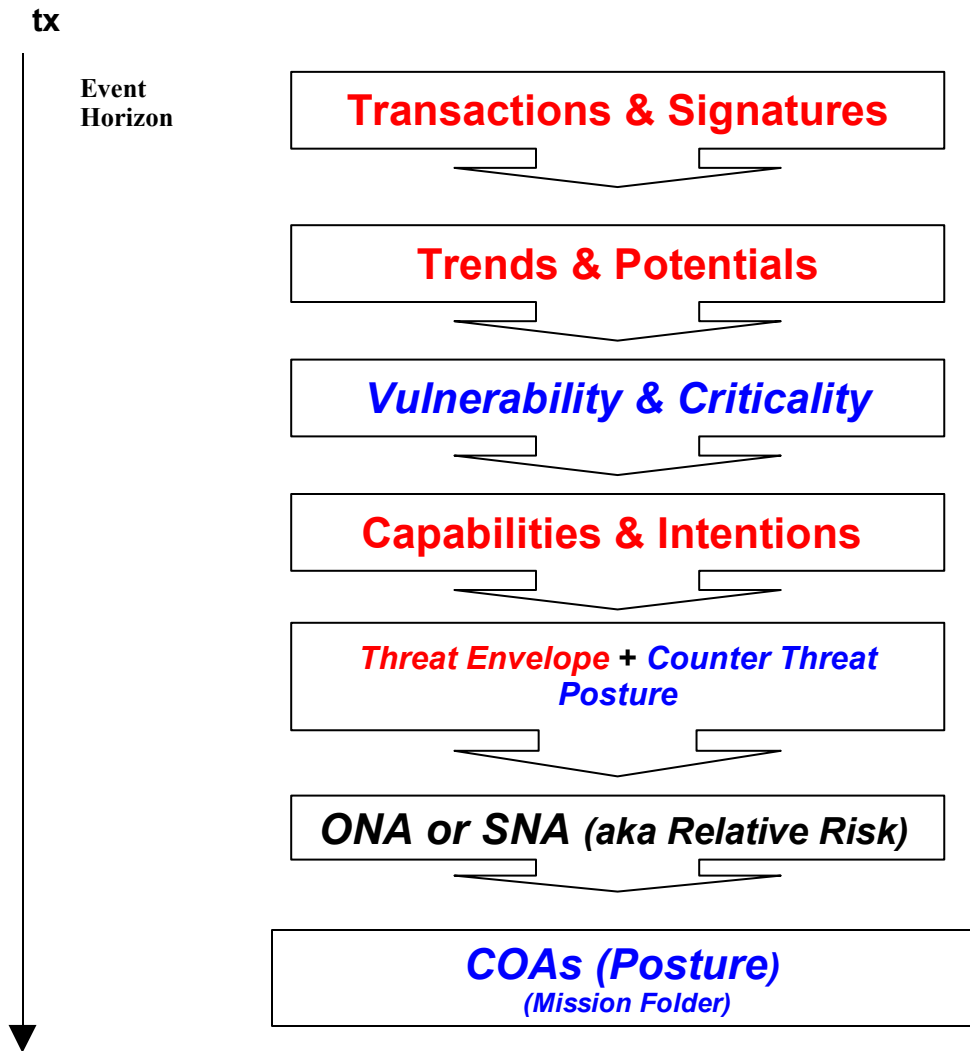 tx
Event
Horizon
Transactions & Signatures
Trends & Potentials
Vulnerability & Criticality
Capabilities & Intentions
Threat Envelope + Counter Threat
Posture
ONA or SNA (aka Relative Risk)
COAs (Posture)
(Mission Folder)